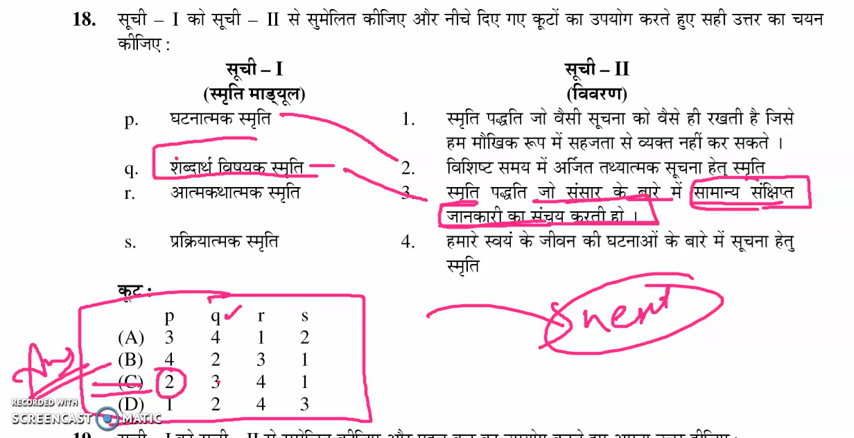 18. सूची – I को सूची – II से सुमेलित कीजिए और नीचे दिए गए कूटों का उपयोग करते हुए सही उत्तर का चयन
कीजिए :
सूची – I सूची – II
(स्मृति माड्यूल) (विवरण)
p. घटनात्मक स्मृति 1. स्मृति पद्धति जो वैसी सूचना को वैसे ही रखती है जिसे
हम मौखिक रूप में सहजता से व्यक्त नहीं कर सकते ।
q. शब्दार्थ विषयक स्मृति 2. विशिष्ट समय में अर्जित तथ्यात्मक सूचना हेतु स्मृति
r. आत्मकथात्मक स्मृति 3. स्मृति पद्धति जो संसार के बारे में सामान्य संक्षिप्त
जानकारी का संचय करती हो ।
s. प्रक्रियात्मक स्मृति 4. हमारे स्वयं के जीवन की घटनाओं के बारे में सूचना हेतु
स्मृति
कूट :
p q r s
(A) 3 4 1 2
(B) 4 2 3 1
(C) 2 3 4 1
(D) 1 2 4 3
Ans
RECORDED WITH
SCREENCAST MATIC